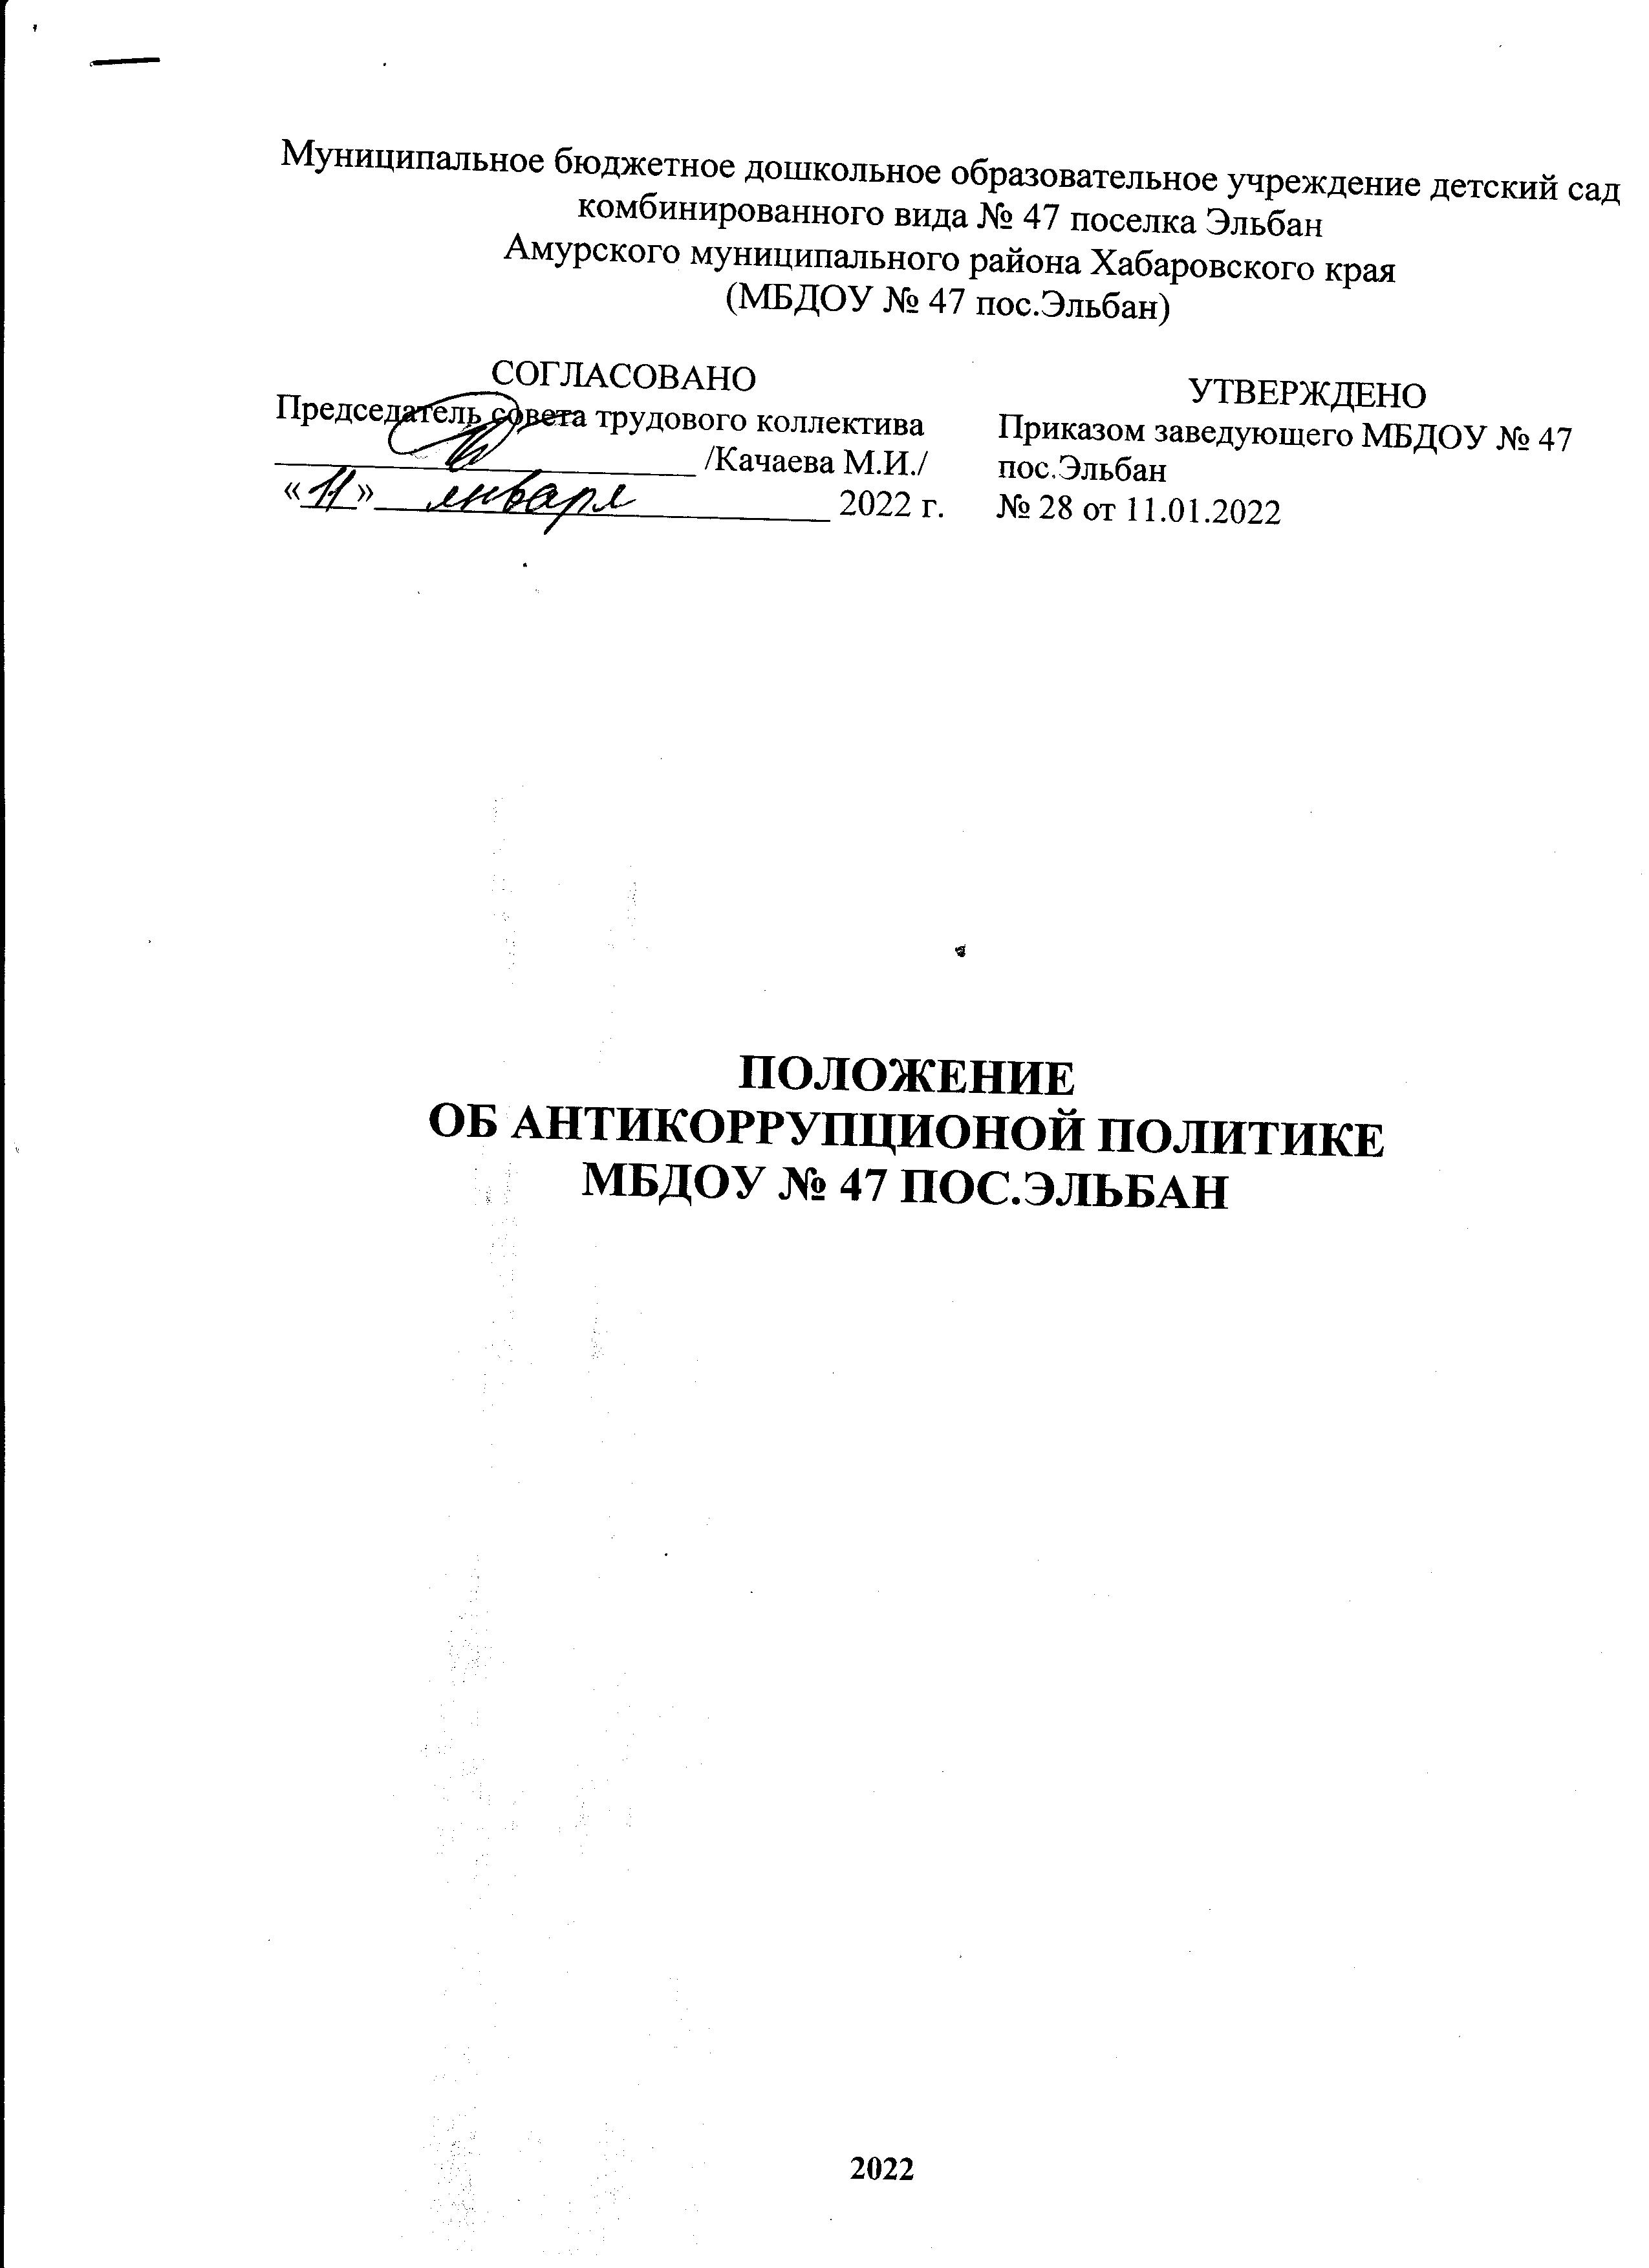 Муниципальное бюджетное дошкольное образовательное учреждение детский сад
комбинированного вида № 47 поселка Эльбан
Амурского муниципального района Хабаровского края
(МБДОУ № 47 пос.Эльбан)
СОГЛАСОВАНО
Председатель совета трудового коллектива
/Качаева М.И./
«11» января 2022 г.
УТВЕРЖДЕНО
Приказом заведующего МБДОУ № 47
пос.Эльбан
№ 28 от 11.01.2022
ПОЛОЖЕНИЕ
ОБ АНТИКОРРУПЦИОНОЙ ПОЛИТИКЕ
МБДОУ № 47 ПОС.ЭЛЬБАН
2022